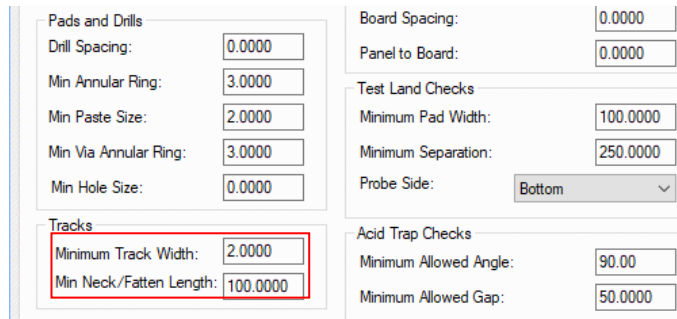 Pads and Drills
Drill Spacing: 0.0000
Min Annular Ring: 3.0000
Min Paste Size: 2.0000
Min Via Annular Ring: 3.0000
Min Hole Size: 0.0000
Tracks
Minimum Track Width: 2.0000
Min Neck/Fatten Length: 100.0000
Board Spacing: 0.0000
Panel to Board: 0.0000
Test Land Checks
Minimum Pad Width: 100.0000
Minimum Separation: 250.0000
Probe Side: Bottom
Acid Trap Checks
Minimum Allowed Angle: 90.00
Minimum Allowed Gap: 50.0000